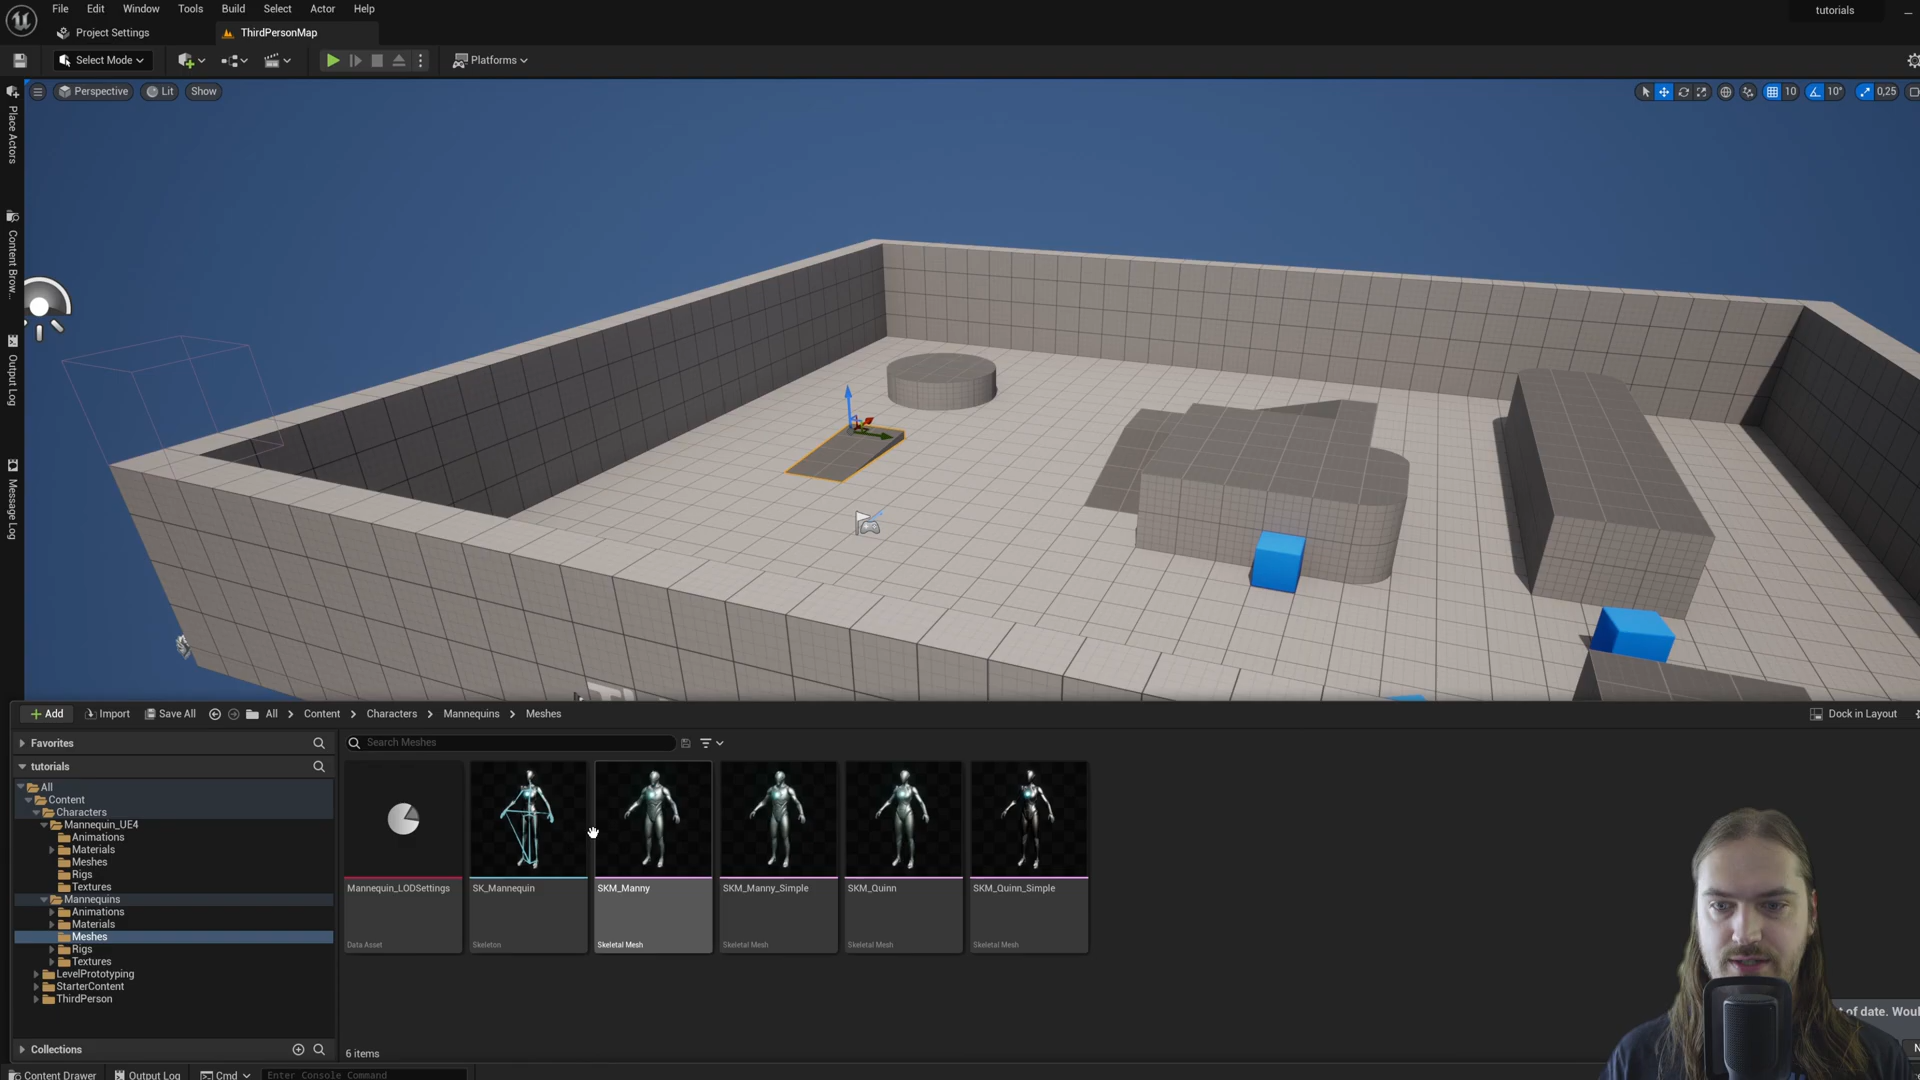 File Edit Window Tools Build Select Actor Help
tutorials
Project Settings
ThirdPersonMap
Select Mode
Platforms
Perspective
Lit
Show
10
10°
0,25
Place Actors
Content Brow...
Output Log
Message Log
Add
Import
Save All
All
Content
Characters
Mannequins
Meshes
Dock in Layout
Favorites
Search Meshes
tutorials
All
Content
Characters
Mannequin_UE4
Animations
Materials
Meshes
Rigs
Textures
Mannequins
Animations
Materials
Meshes
Rigs
Textures
LevelPrototyping
StarterContent
ThirdPerson
Mannequin_LODSettings
Data Asset
SK_Mannequin
Skeleton
SKM_Manny
Skeletal Mesh
SKM_Manny_Simple
Skeletal Mesh
SKM_Quinn
Skeletal Mesh
SKM_Quinn_Simple
Skeletal Mesh
t of date. Woul
Collections
6 items
Content Drawer
Output Log
Cmd
Enter Console Command